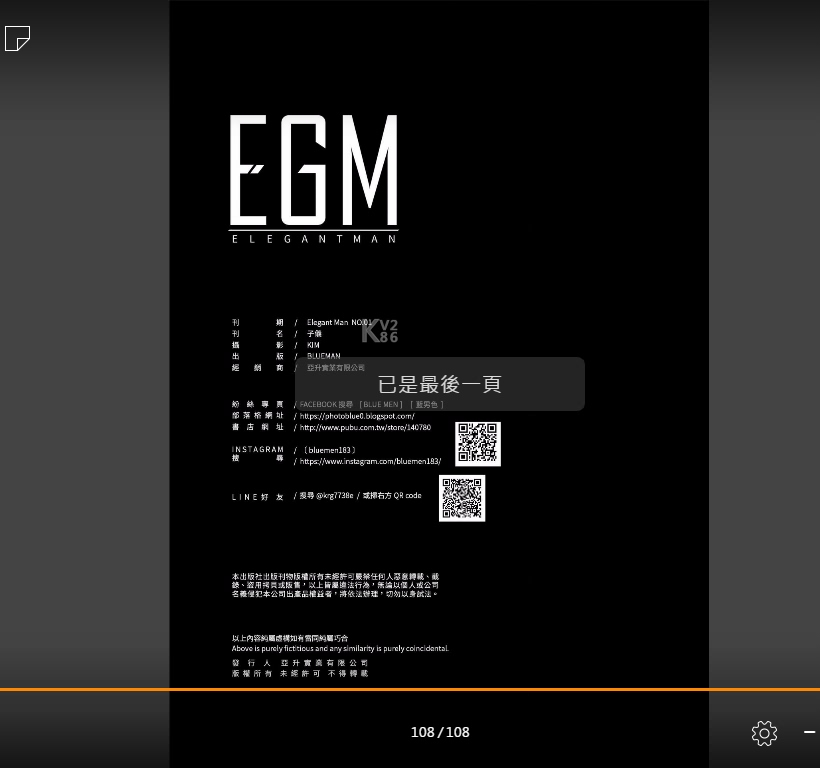 EGM
ELEGANTMAN
刊 期 / Elegant Man NO.01
刊 名 / 子儀
攝 影 / KIM
KV2 86
出 版 / BLUEMAN
經 銷 商 / 亞升實業有限公司
已是最後一頁
紛絲專頁 / FACEBOOK 搜尋 [ BLUE MEN ] [ 藍男色 ]
部落格網址 / https://photoblue0.blogspot.com/
書店網址 / http://www.pubu.com.tw/store/140780
INSTAGRAM / 〔bluemen183〕
搜 尋 / https://www.instagram.com/bluemen183/
LINE好友 / 搜尋 @krg7738e / 或掃右方 QR code
本出版社出版刊物版權所有未經許可嚴禁任何人惡意轉載、截
錄、盜用拷貝或販售，以上皆屬違法行為，無論以個人或公司
名義侵犯本公司出產品權益者，將依法辦理，切勿以身試法。
以上內容純屬虛構如有雷同純屬巧合
Above is purely fictitious and any similarity is purely coincidental.
發行人 亞升實業有限公司
版權所有 未經許可 不得轉載
108/108